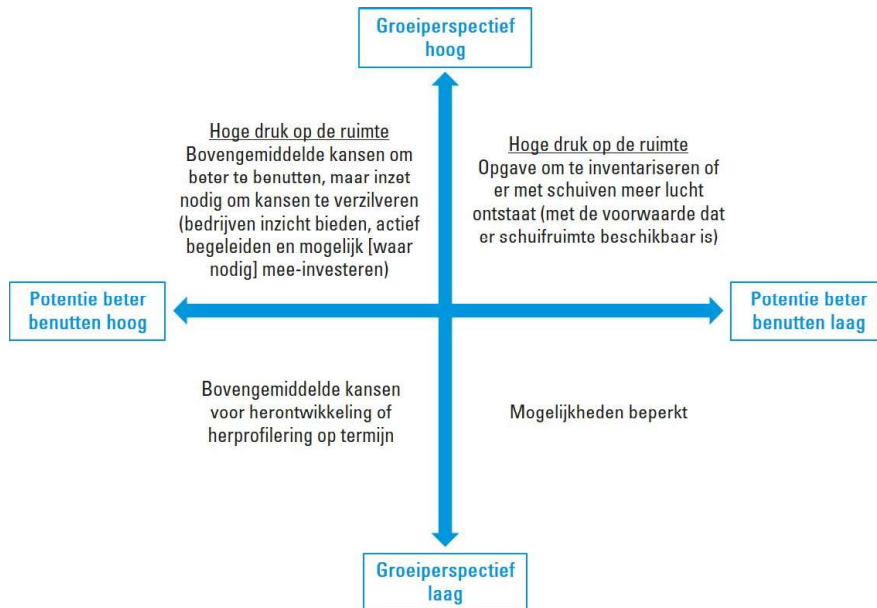 Groeiperspectief
hoog
Hoge druk op de ruimte
Bovengemiddelde kansen om
beter te benutten, maar inzet
nodig om kansen te verzilveren
(bedrijven inzicht bieden, actief
begeleiden en mogelijk [waar
nodig] mee-investeren)
Hoge druk op de ruimte
Opgave om te inventariseren of
er met schuiven meer lucht
ontstaat (met de voorwaarde dat
er schuifruimte beschikbaar is)
Potentie beter
benutten hoog
Potentie beter
benutten laag
Bovengemiddelde kansen
voor herontwikkeling of
herprofilering op termijn
Mogelijkheden beperkt
Groeiperspectief
laag